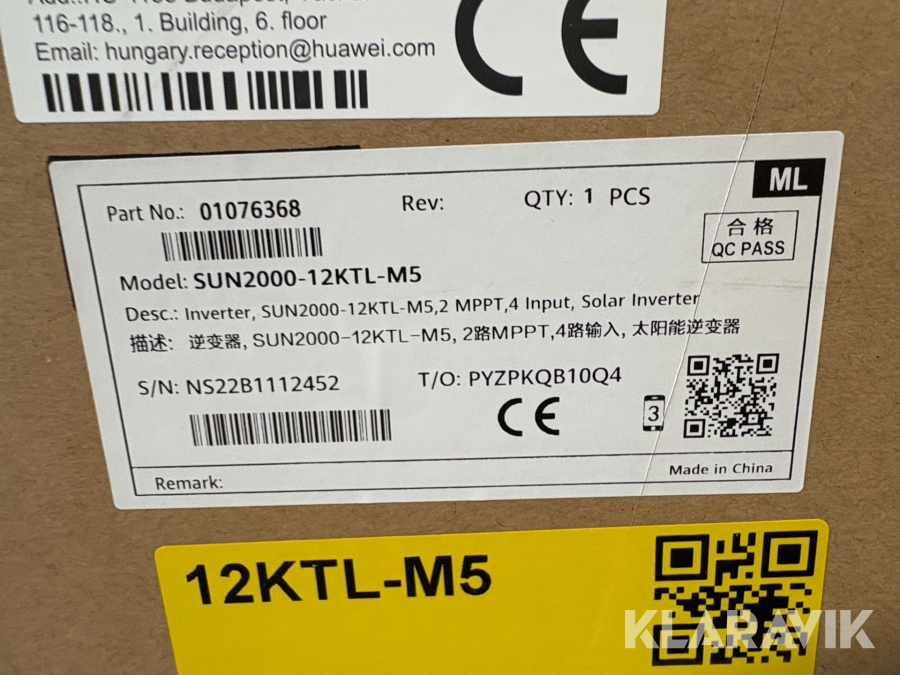 116-118., 1. Building, 6. floor
Email: hungary.reception@huawei.com
CE
ML
Part No.: 01076368
Rev:
QTY: 1 PCS
合格
QC PASS
Model: SUN2000-12KTL-M5
Desc.: Inverter, SUN2000-12KTL-M5,2 MPPT,4 Input, Solar Inverter
描述: 逆变器, SUN2000-12KTL-M5, 2路MPPT,4路输入, 太阳能逆变器
S/N: NS22B1112452
T/O: PYZPKQB10Q4
CE
3
Made in China
Remark:
12KTL-M5
KLARAVIK